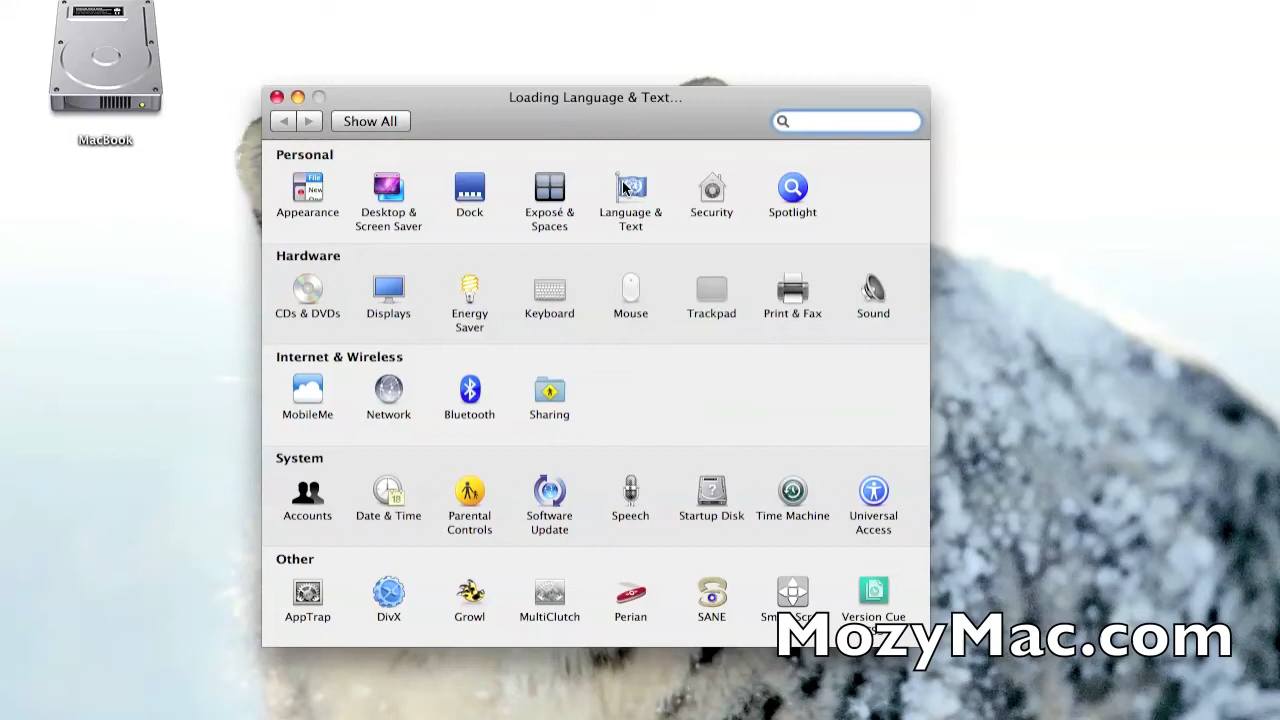 MacBook
Loading Language & Text...
Show All
Personal
Appearance
Desktop &
Screen Saver
Dock
Exposé &
Spaces
Language &
Text
Security
Spotlight
Hardware
CDs & DVDs
Displays
Energy
Saver
Keyboard
Mouse
Trackpad
Print & Fax
Sound
Internet & Wireless
MobileMe
Network
Bluetooth
Sharing
System
Accounts
Date & Time
Parental
Controls
Software
Update
Speech
Startup Disk
Time Machine
Universal
Access
Other
AppTrap
DivX
Growl
MultiClutch
Perian
SANE
Version Cue
MozyMac.com